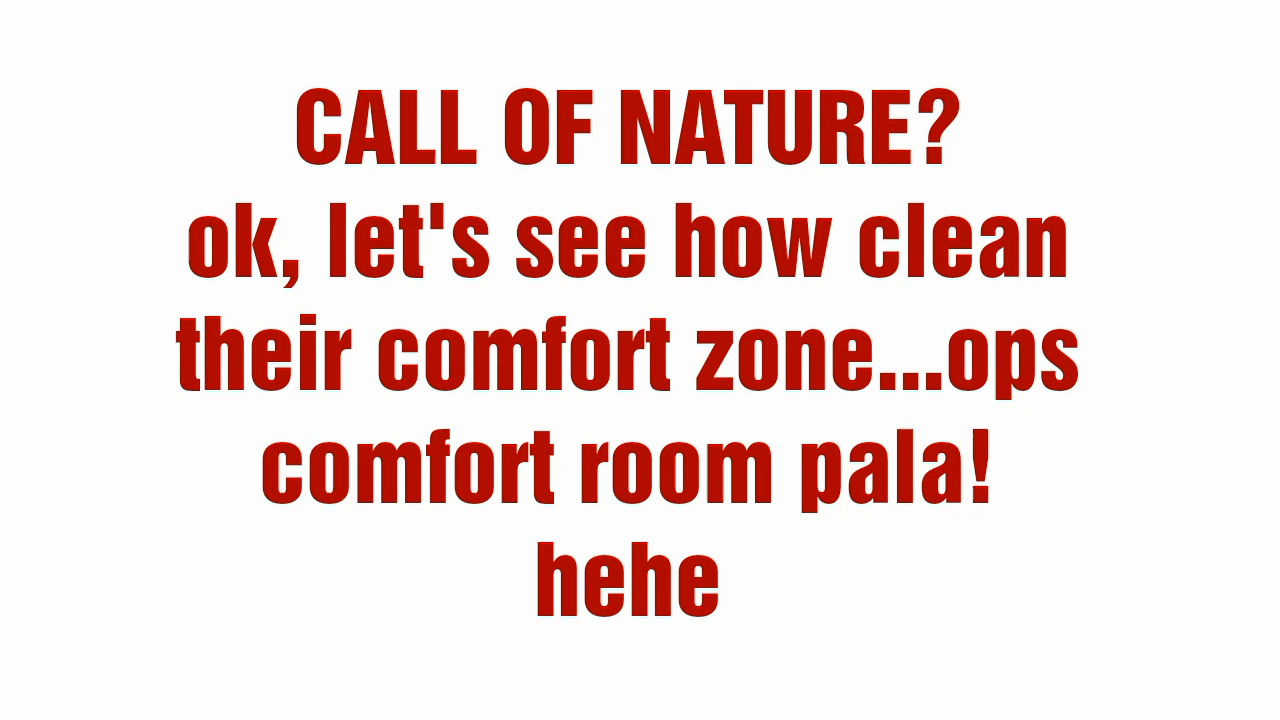 CALL OF NATURE?
ok, let's see how clean
their comfort zone...ops
comfort room pala!
hehe